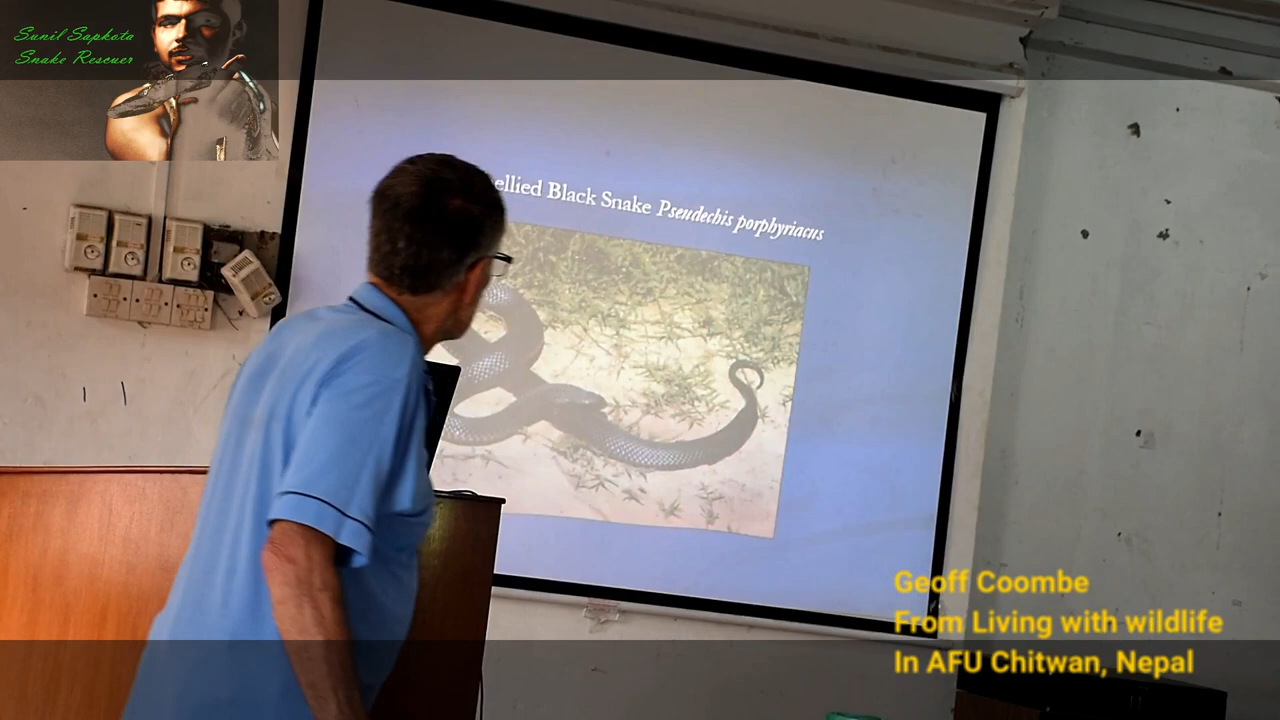 Sunil Sapkota
Snake Rescuer
ellied Black Snake Pseudechis porphyriacus
Geoff Coombe
From Living with wildlife
In AFU Chitwan, Nepal